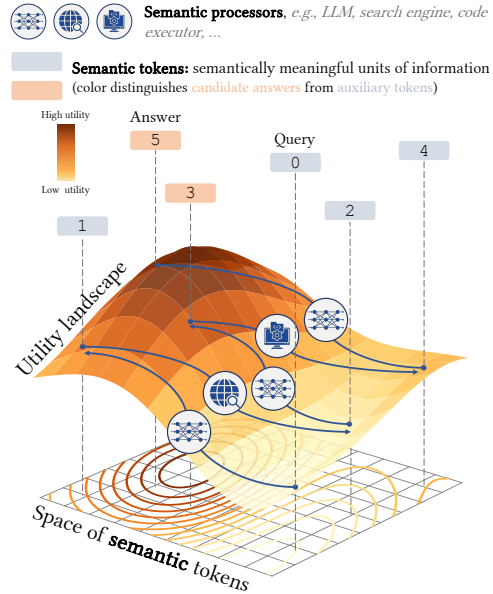 Semantic processors, e.g., LLM, search engine, code
executor, ...
Semantic tokens: semantically meaningful units of information
(color distinguishes candidate answers from auxiliary tokens)
High utility
Low utility
Answer
5
Query
0
4
3
2
1
Utility landscape
Space of semantic tokens